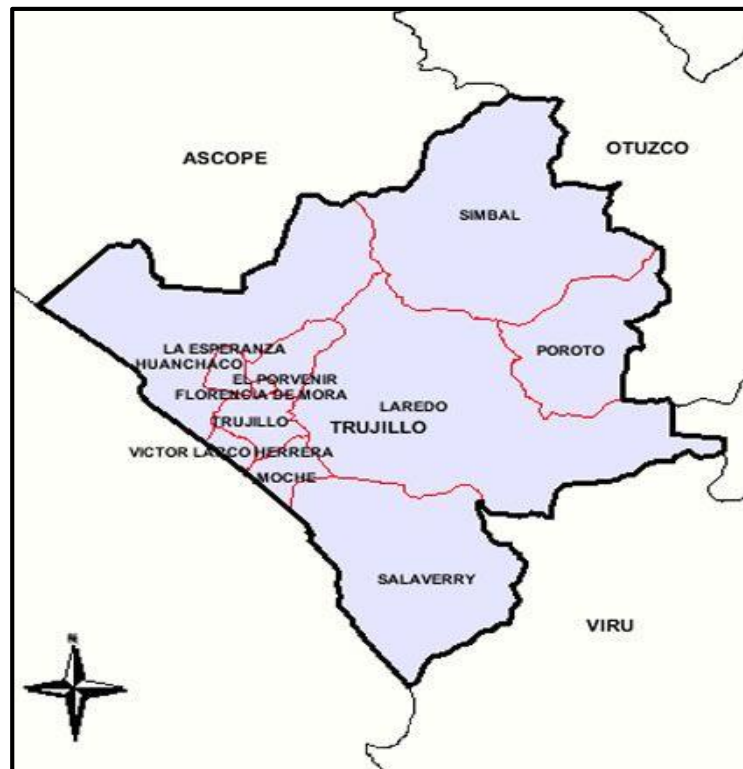 OTUZCO
ASCOPE
SIMBAL
LA ESPERANZA
POROTO
HUANCHACO
EL PORVENIR
FLORENCIA DE MORA
LAREDO
TRUJILLO
TRUJILLO
VICTOR LARCO HERRERA
MOCHE
SALAVERRY
VIRU
N